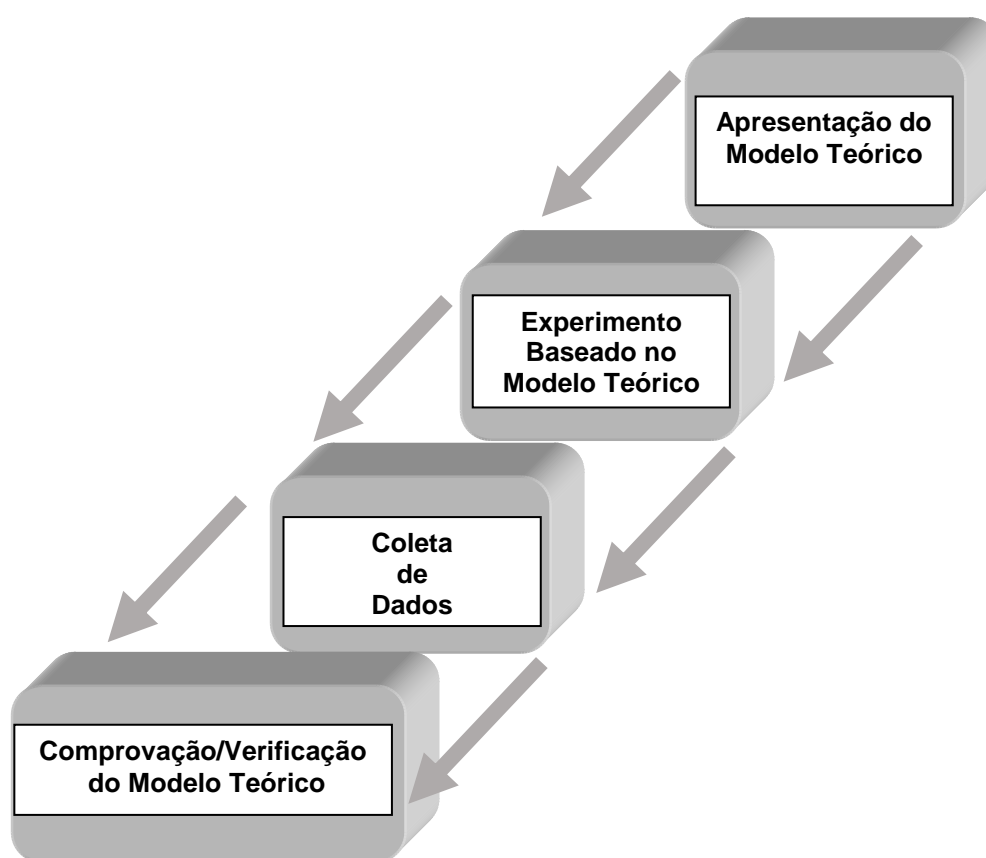 Apresentação do
Modelo Teórico
Experimento
Baseado no
Modelo Teórico
Coleta
de
Dados
Comprovação/Verificação
do Modelo Teórico